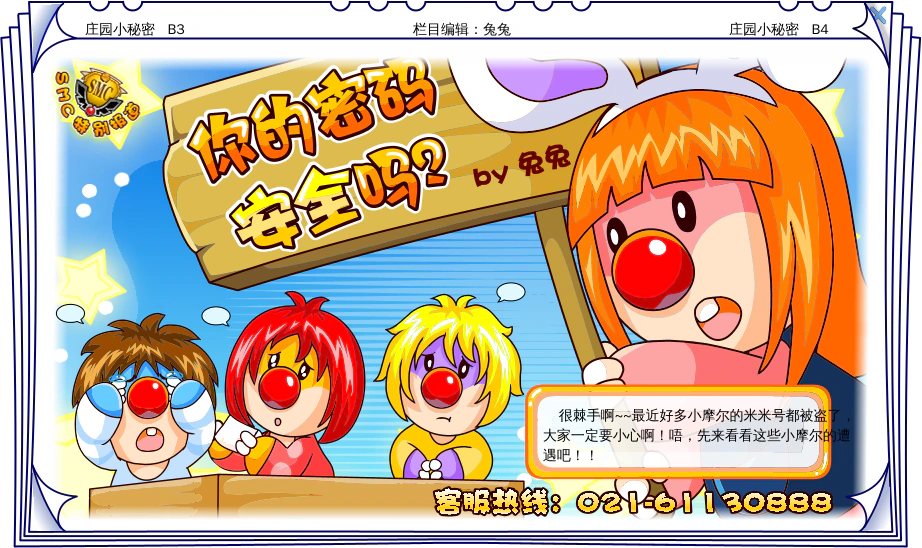 庄园小秘密 B3
栏目编辑：兔兔
庄园小秘密 B4
SMC
SMC特别报道
你的密码
安全吗?
by 兔兔
很棘手啊~~最近好多小摩尔的米米号都被盗了，
大家一定要小心啊！唔，先来看看这些小摩尔的遭
遇吧！！
客服热线：021-61130888